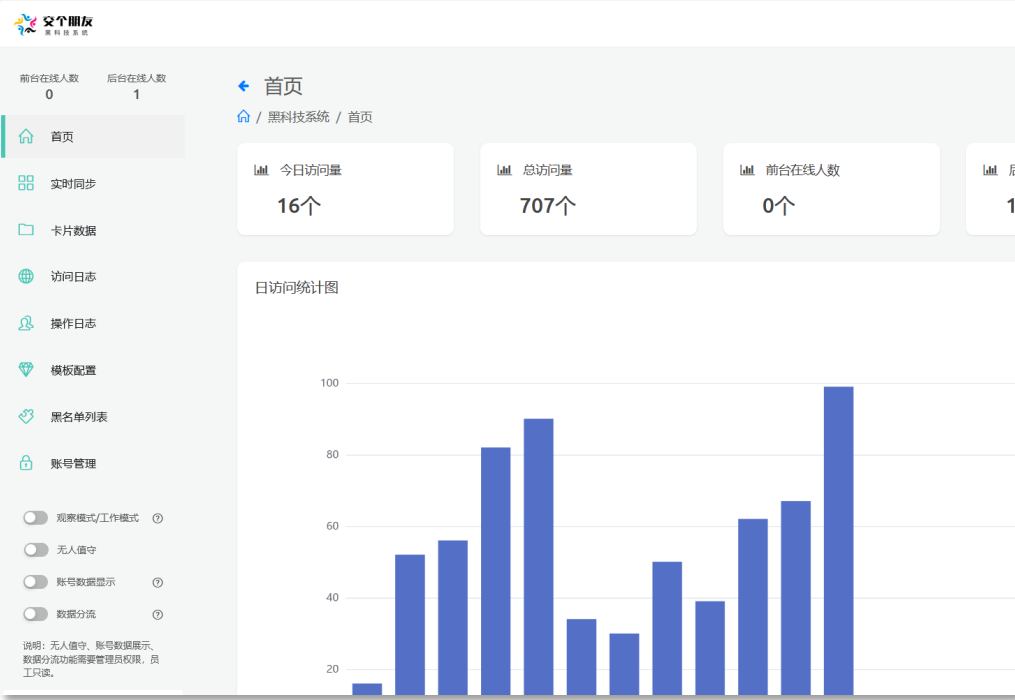 交个朋友
黑科技系统
前台在线人数 后台在线人数
0 1
首页
实时同步
卡片数据
访问日志
操作日志
模板配置
黑名单列表
账号管理
观察模式/工作模式
无人值守
账号数据显示
数据分流
说明：无人值守、账号数据展示、
数据分流功能需要管理员权限，员
工只读。
首页
/ 黑科技系统 / 首页
今日访问量
16个
总访问量
707个
前台在线人数
0个
1
日访问统计图
100
80
60
40
20